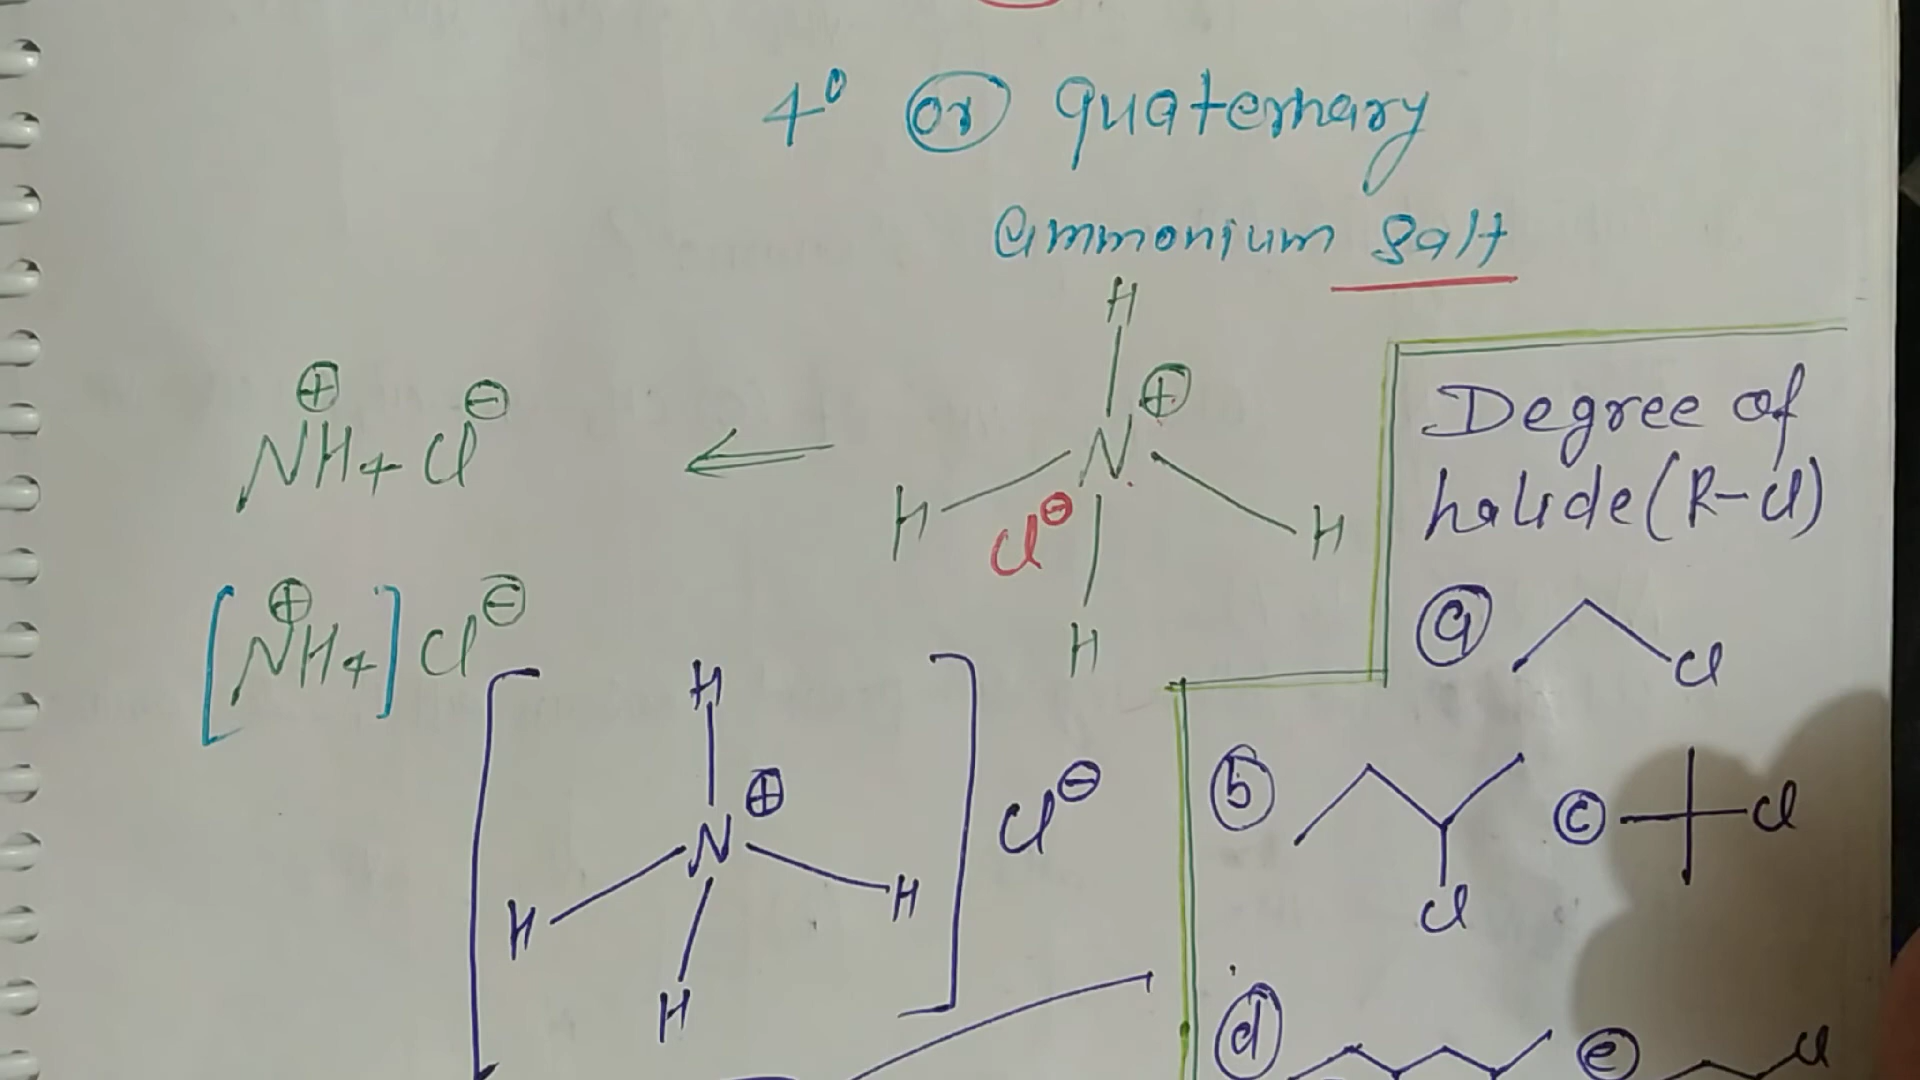 4° or quaternary
ammonium salt
H
⊕
N
H
Cl⊖
H
H
⊕ ⊖
NH4 Cl
[⊕NH4] Cl⊖
H
⊕
N
H
H
H
Cl⊖
Degree of
halide (R-Cl)
a
Cl
b
Cl
c
Cl
d
e
Cl